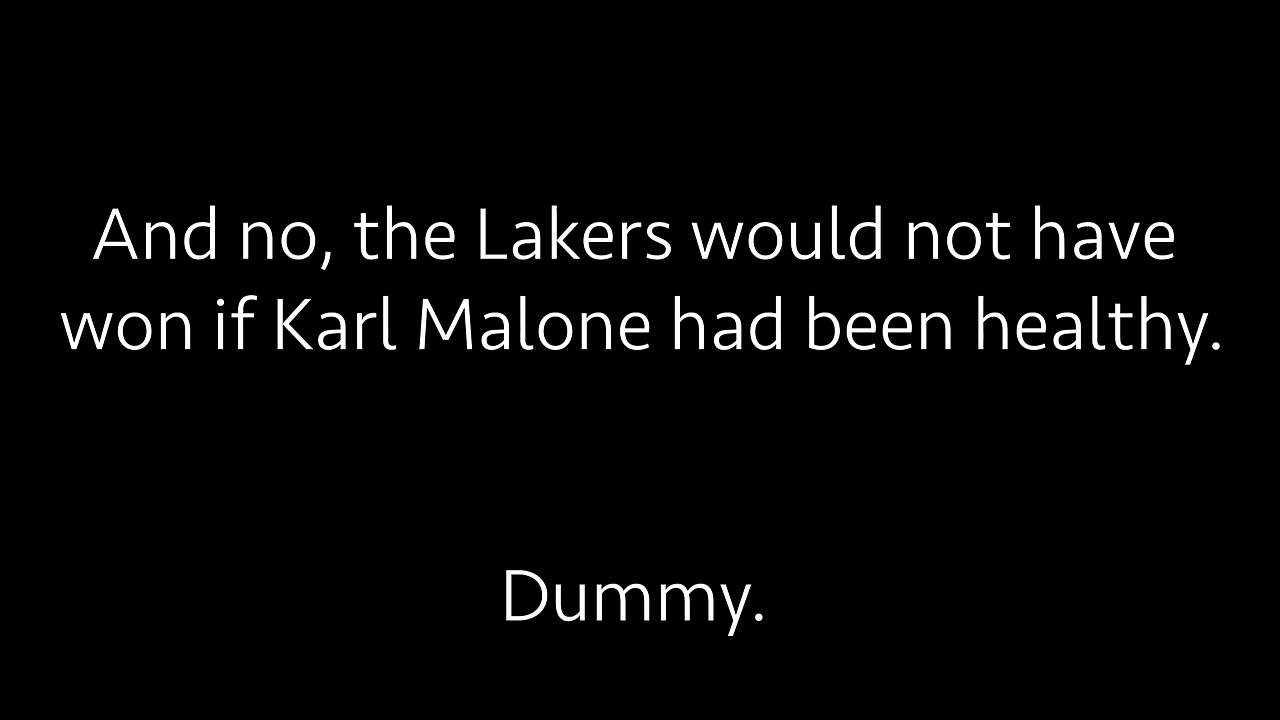 And no, the Lakers would not have
won if Karl Malone had been healthy.
Dummy.